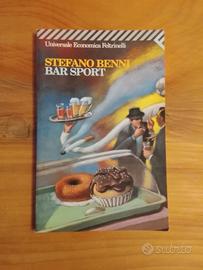 Universale Economica Feltrinelli
STEFANO BENNI
BAR SPORT
subito